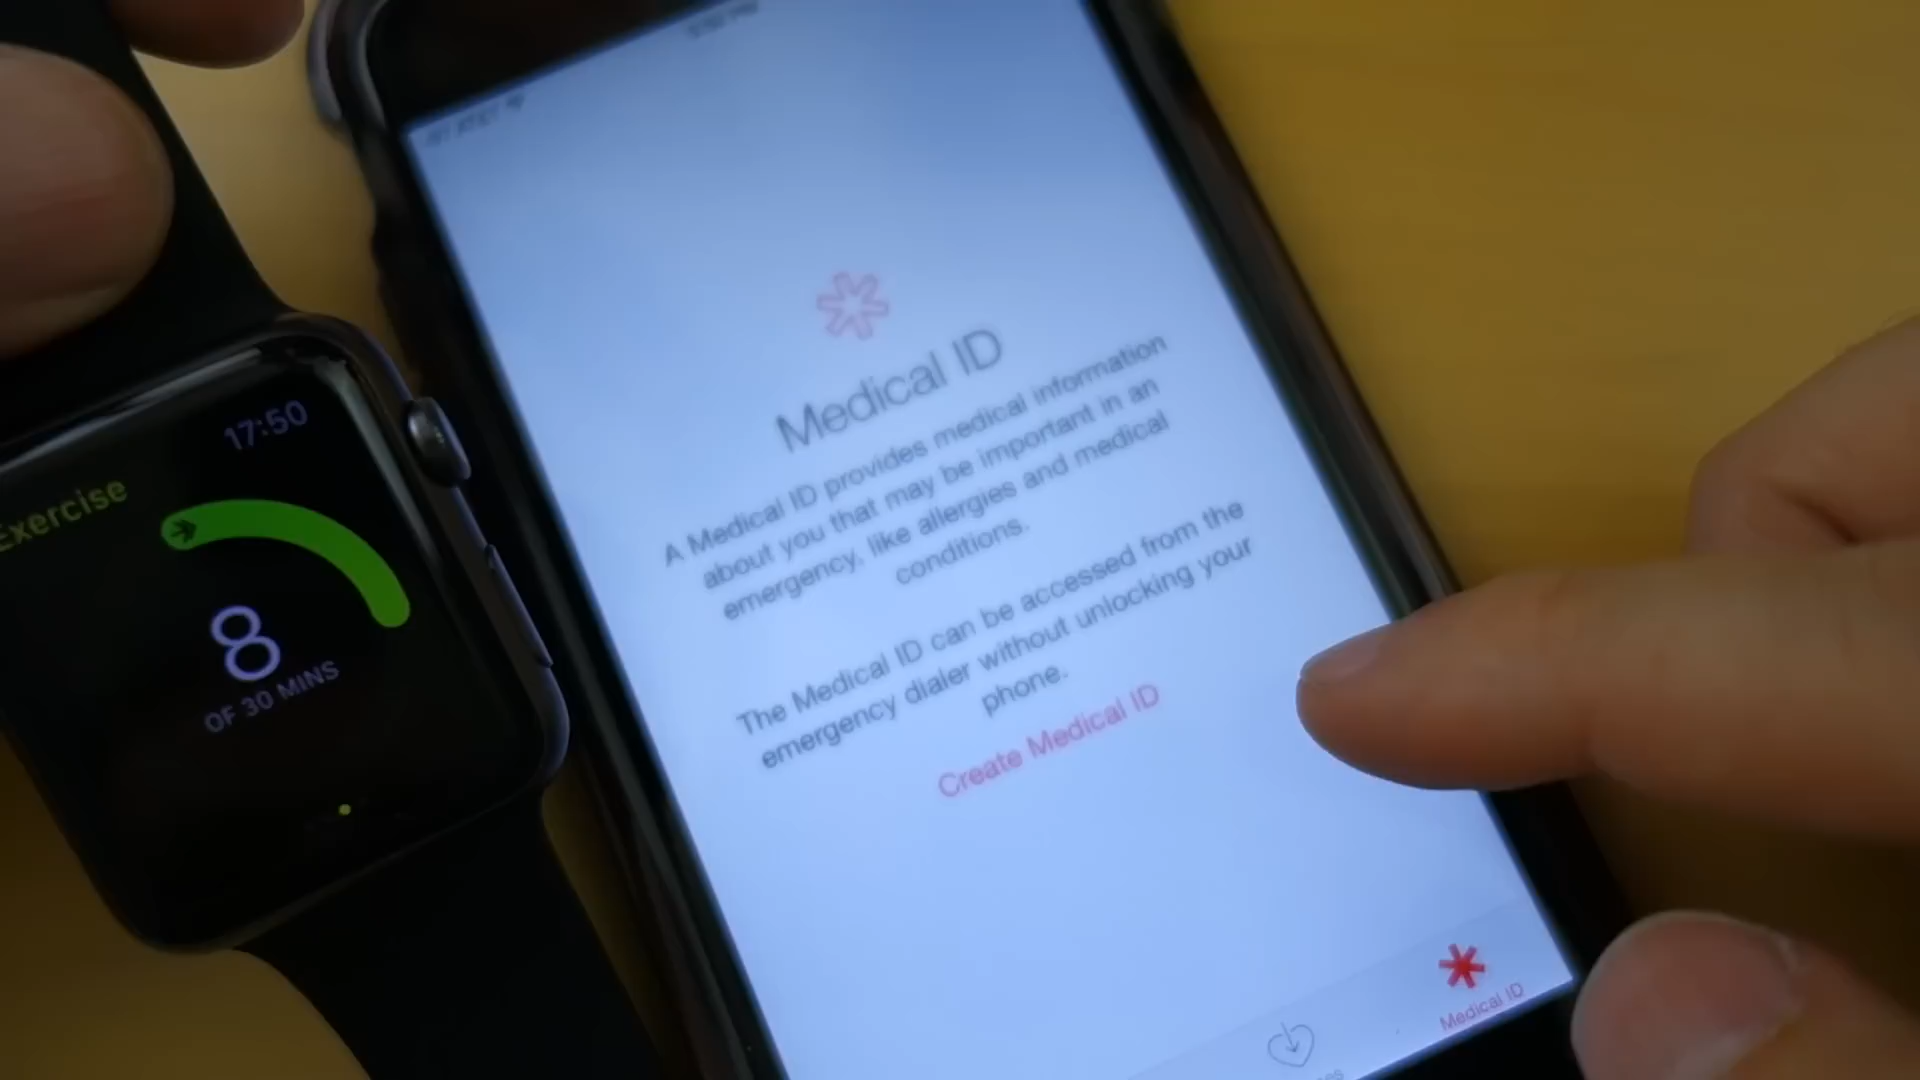 17:50
Exercise
8
OF 30 MINS
Medical ID
A Medical ID provides medical information
about you that may be important in an
emergency, like allergies and medical
conditions.
The Medical ID can be accessed from the
emergency dialer without unlocking your
phone.
Create Medical ID
Medical ID